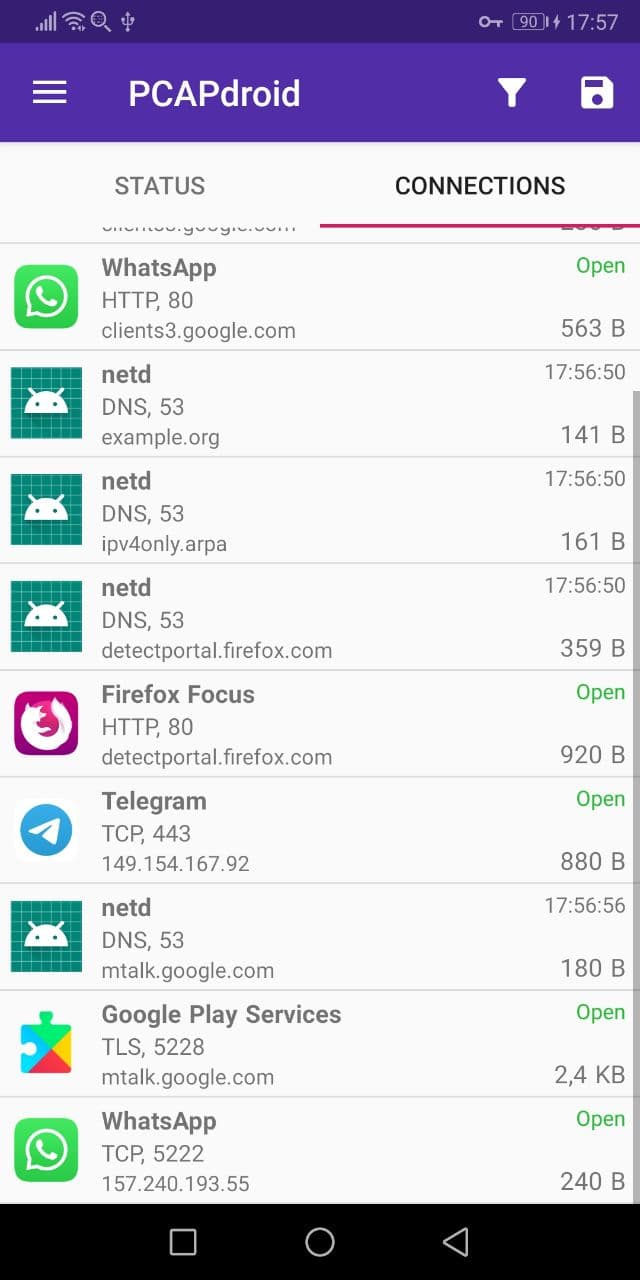 90 17:57
PCAPdroid
STATUS CONNECTIONS
WhatsApp Open
HTTP, 80
clients3.google.com 563 B
netd 17:56:50
DNS, 53
example.org 141 B
netd 17:56:50
DNS, 53
ipv4only.arpa 161 B
netd 17:56:50
DNS, 53
detectportal.firefox.com 359 B
Firefox Focus Open
HTTP, 80
detectportal.firefox.com 920 B
Telegram Open
TCP, 443
149.154.167.92 880 B
netd 17:56:56
DNS, 53
mtalk.google.com 180 B
Google Play Services Open
TLS, 5228
mtalk.google.com 2,4 KB
WhatsApp Open
TCP, 5222
157.240.193.55 240 B